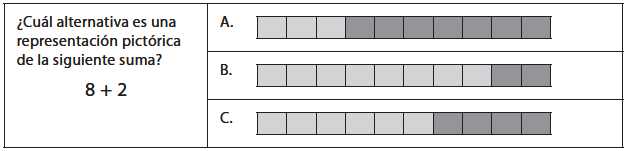 ¿Cuál alternativa es una
representación pictórica
de la siguiente suma?
8 + 2
A.
B.
C.